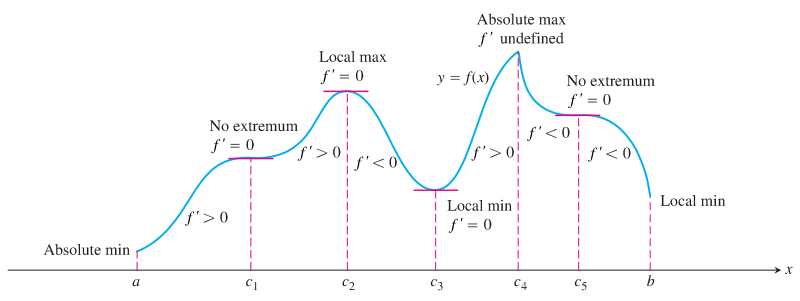 Absolute max
f′ undefined
Local max
f′ = 0
y = f(x)
No extremum
f′ = 0
No extremum
f′ = 0
f′ > 0
f′ < 0
f′ > 0
f′ < 0
f′ < 0
f′ > 0
Local min
f′ = 0
Local min
Absolute min
x
a
c₁
c₂
c₃
c₄
c₅
b